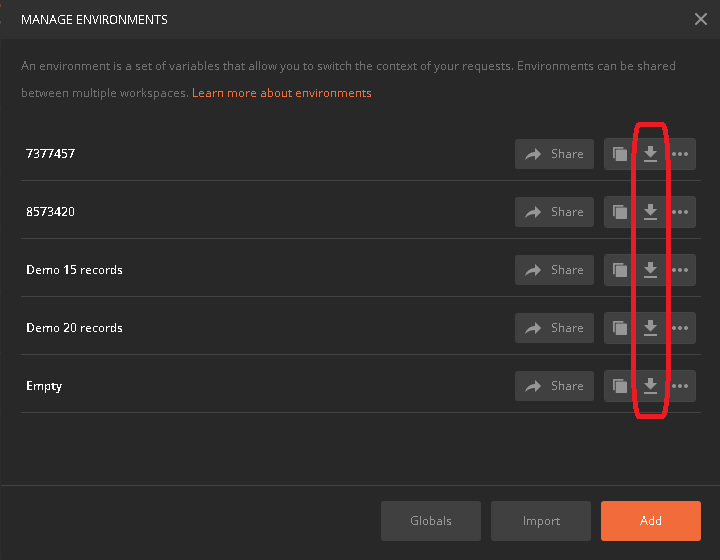 MANAGE ENVIRONMENTS
An environment is a set of variables that allow you to switch the context of your requests. Environments can be shared
between multiple workspaces. Learn more about environments
7377457 Share
8573420 Share
Demo 15 records Share
Demo 20 records Share
Empty Share
Globals Import Add